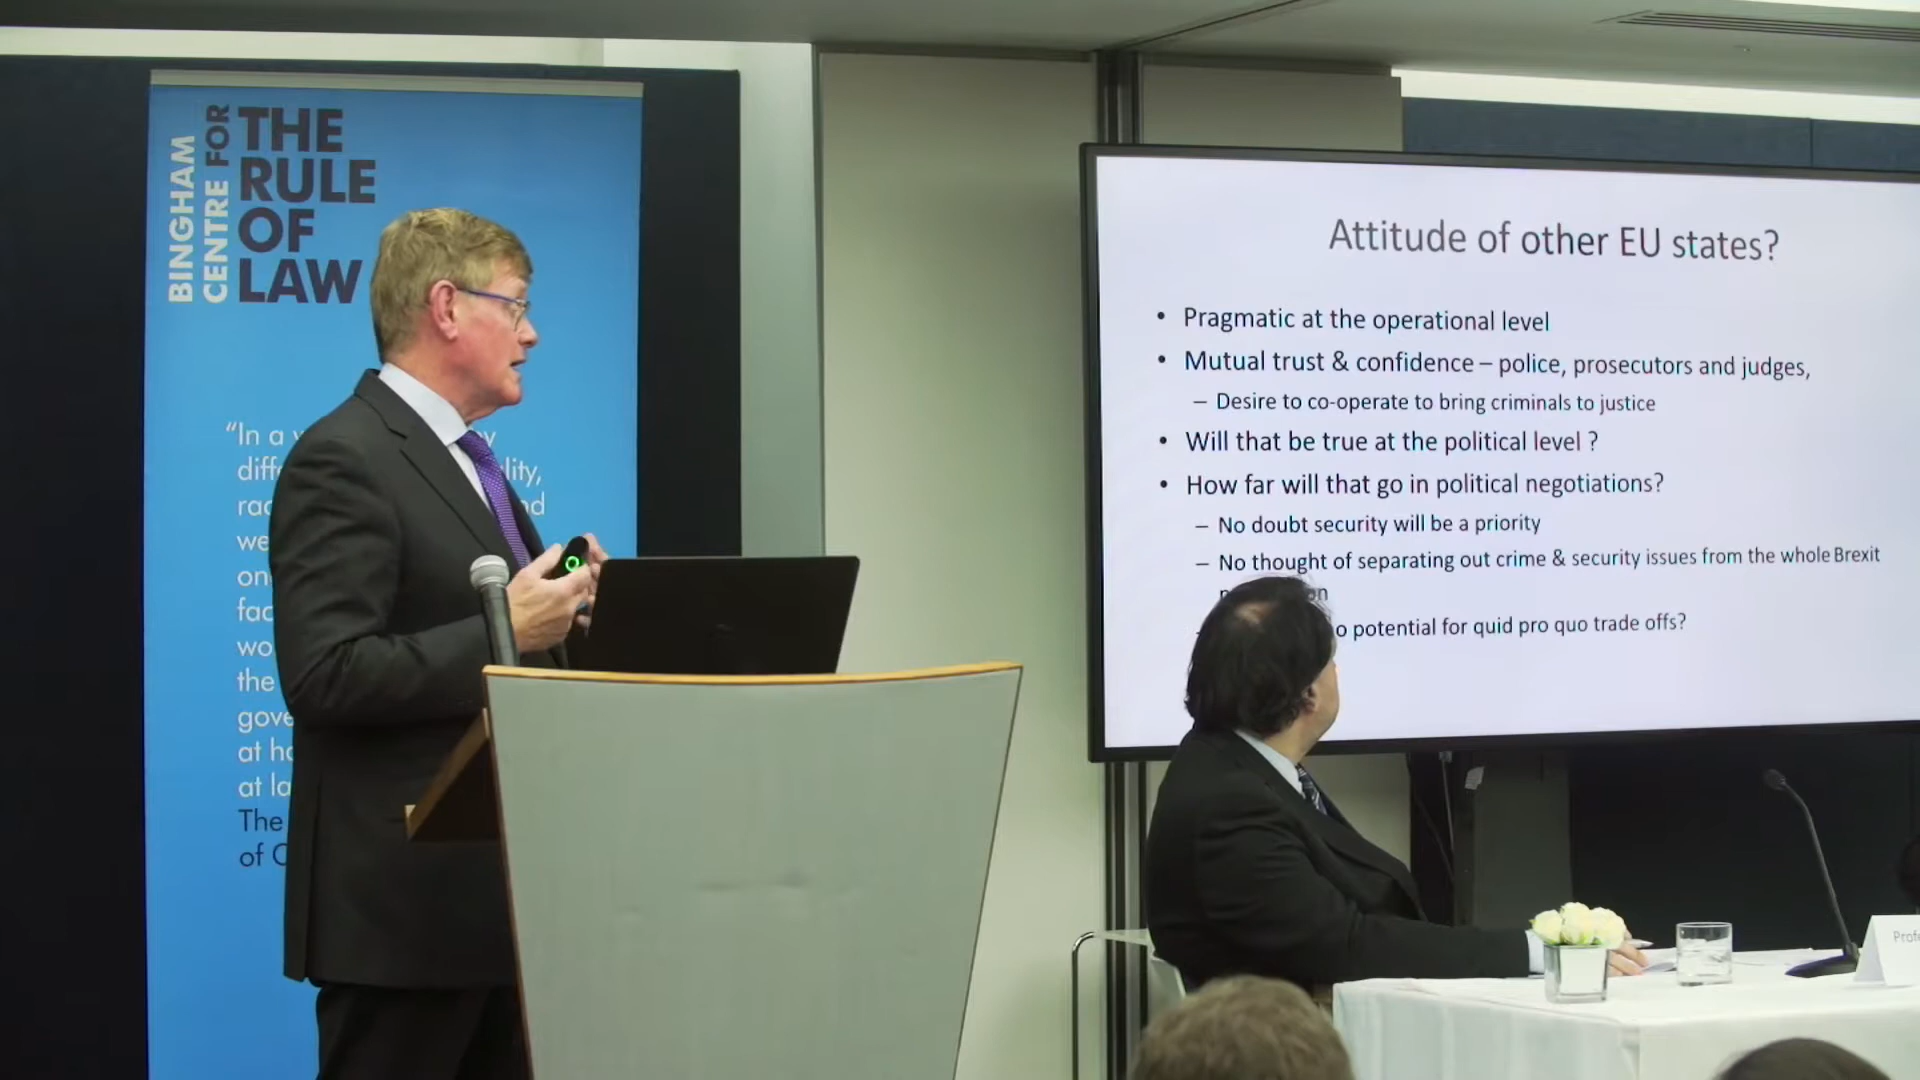 BINGHAM
CENTRE FOR
THE
RULE
OF
LAW
“In a
diff
lity,
rac
nd
we
on
fac
wo
the
gove
at ho
at la
The
of C
Attitude of other EU states?
• Pragmatic at the operational level
• Mutual trust & confidence – police, prosecutors and judges,
– Desire to co-operate to bring criminals to justice
• Will that be true at the political level ?
• How far will that go in political negotiations?
– No doubt security will be a priority
– No thought of separating out crime & security issues from the whole Brexit
on
o potential for quid pro quo trade offs?
Profe